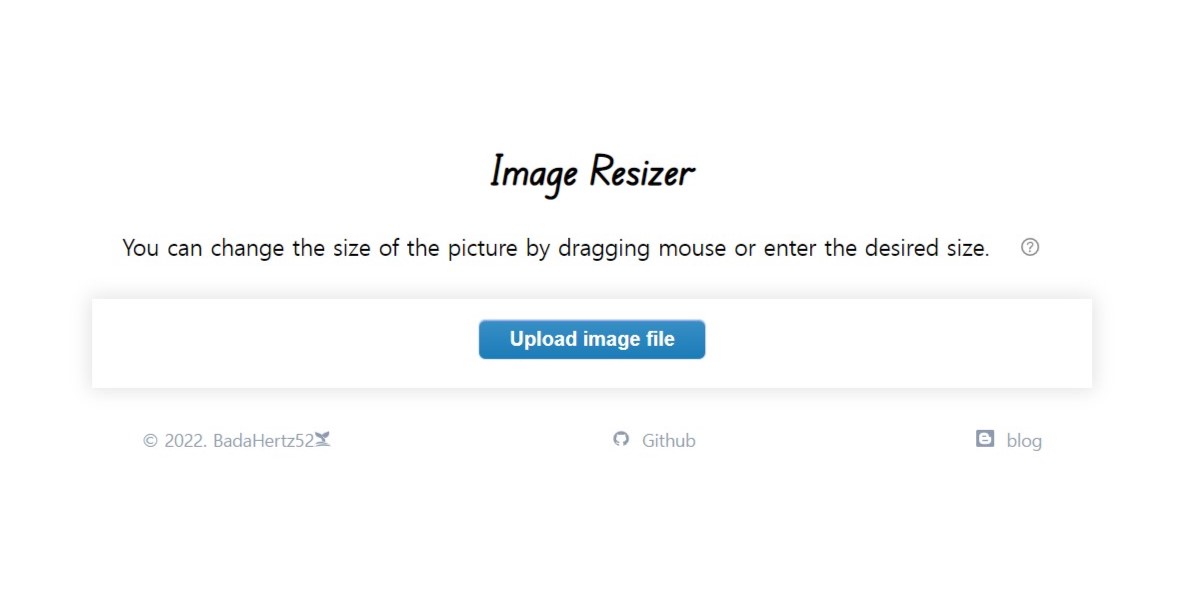 Image Resizer
You can change the size of the picture by dragging mouse or enter the desired size.
Upload image file
© 2022. BadaHertz52
Github
blog